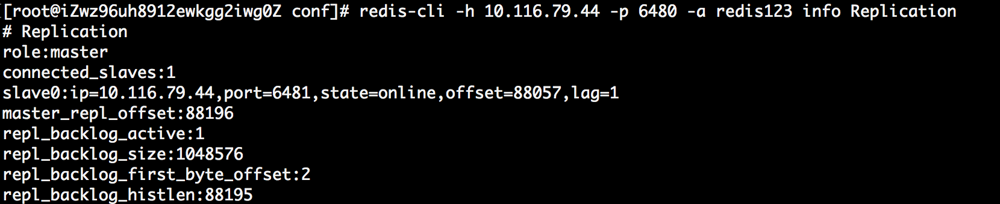 [root@iZwz96uh8912ewkgg2iwg0Z conf]# redis-cli -h 10.116.79.44 -p 6480 -a redis123 info Replication
# Replication
role:master
connected_slaves:1
slave0:ip=10.116.79.44,port=6481,state=online,offset=88057,lag=1
master_repl_offset:88196
repl_backlog_active:1
repl_backlog_size:1048576
repl_backlog_first_byte_offset:2
repl_backlog_histlen:88195